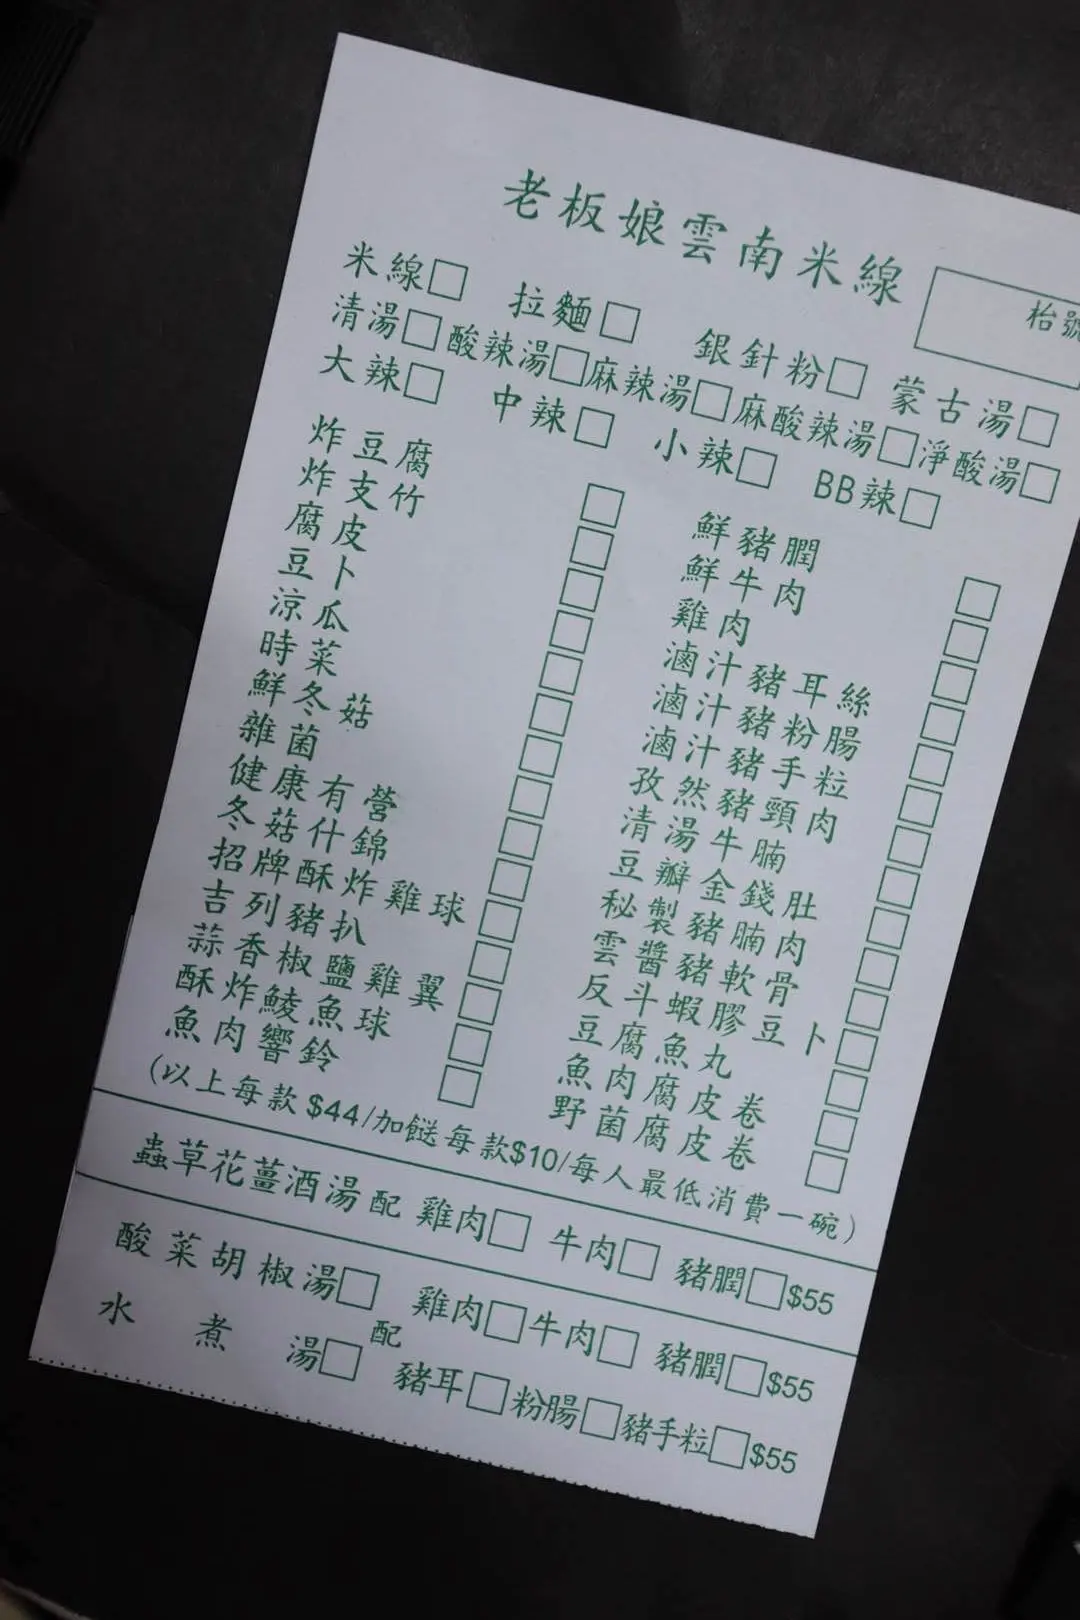 老板娘雲南米線
枱號
米線□ 拉麵□ 銀針粉□ 蒙古湯□
清湯□酸辣湯□麻辣湯□麻酸辣湯□淨酸湯□
大辣□ 中辣□ 小辣□ BB辣□
炸豆腐 □
炸支竹 □
腐皮 □
豆卜 □
涼瓜 □
時菜 □
鮮冬菇 □
雜菌 □
健康有營 □
冬菇什錦 □
招牌酥炸雞球 □
吉列豬扒 □
蒜香椒鹽雞翼 □
酥炸鯪魚球 □
魚肉響鈴 □
鮮豬膶 □
鮮牛肉 □
雞肉 □
滷汁豬耳絲 □
滷汁豬粉腸 □
滷汁豬手粒 □
孜然豬頸肉 □
清湯牛腩 □
豆瓣金錢肚 □
秘製豬腩肉 □
雲醬豬軟骨 □
反斗蝦膠豆卜 □
豆腐魚丸 □
魚肉腐皮卷 □
野菌腐皮卷 □
(以上每款$44/加餸每款$10/每人最低消費一碗)
蟲草花薑酒湯 配 雞肉□ 牛肉□ 豬膶□$55
酸菜胡椒湯□ 雞肉□牛肉□ 豬膶□$55
配
水煮湯□ 豬耳□粉腸□豬手粒□$55